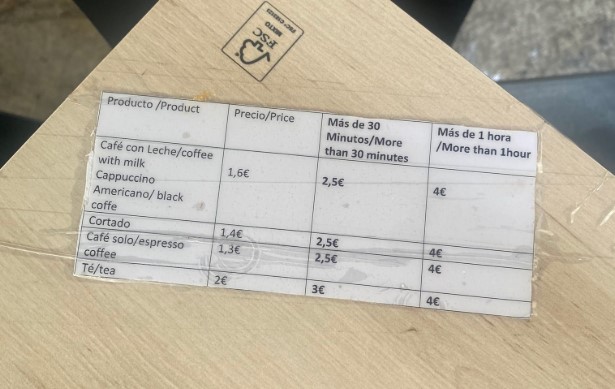 FSC
MIXTO
Producto /Product
Precio/Price
Más de 30
Minutos/More
than 30 minutes
Más de 1 hora
/More than 1hour
Café con Leche/coffee
with milk
Cappuccino
Americano/ black
coffe
1,6€
2,5€
4€
Cortado
1,4€
2,5€
4€
Café solo/espresso
coffee
1,3€
2,5€
4€
Té/tea
2€
3€
4€